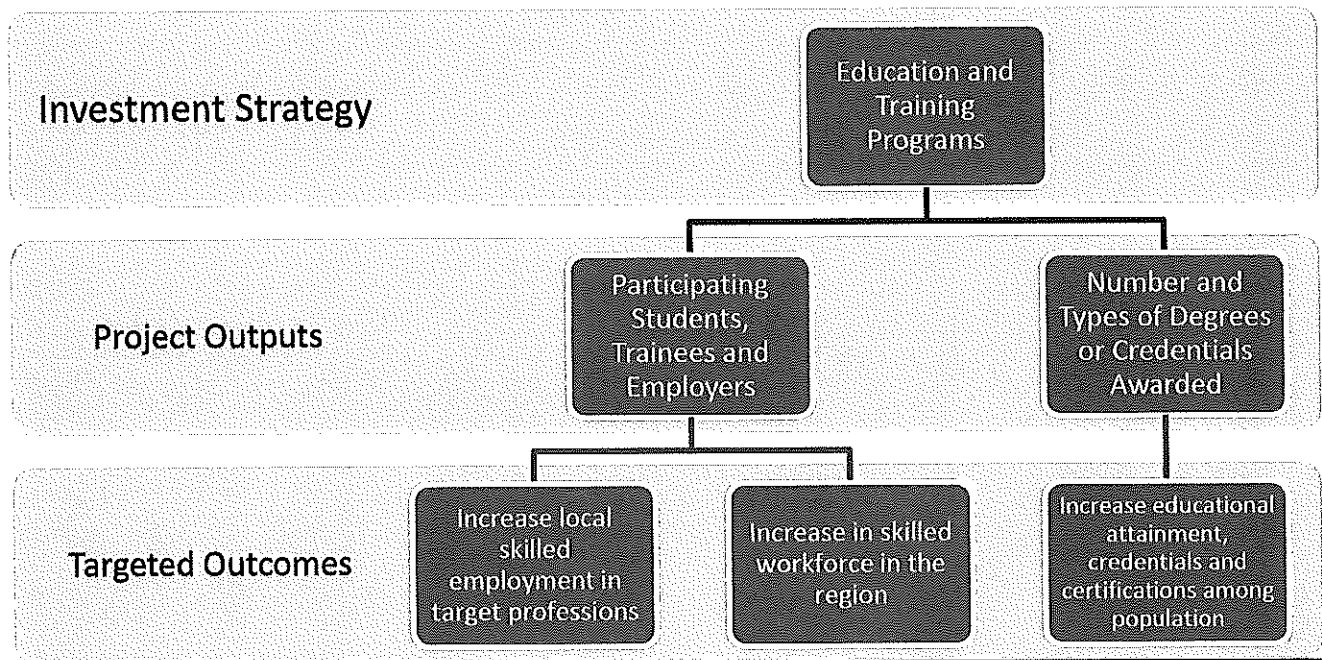 Investment Strategy
Education and
Training
Programs
Project Outputs
Participating
Students,
Trainees and
Employers
Number and
Types of Degrees
or Credentials
Awarded
Targeted Outcomes
Increase local
skilled
employment in
target professions
Increase in skilled
workforce in the
region
Increase educational
attainment,
credentials and
certifications among
population